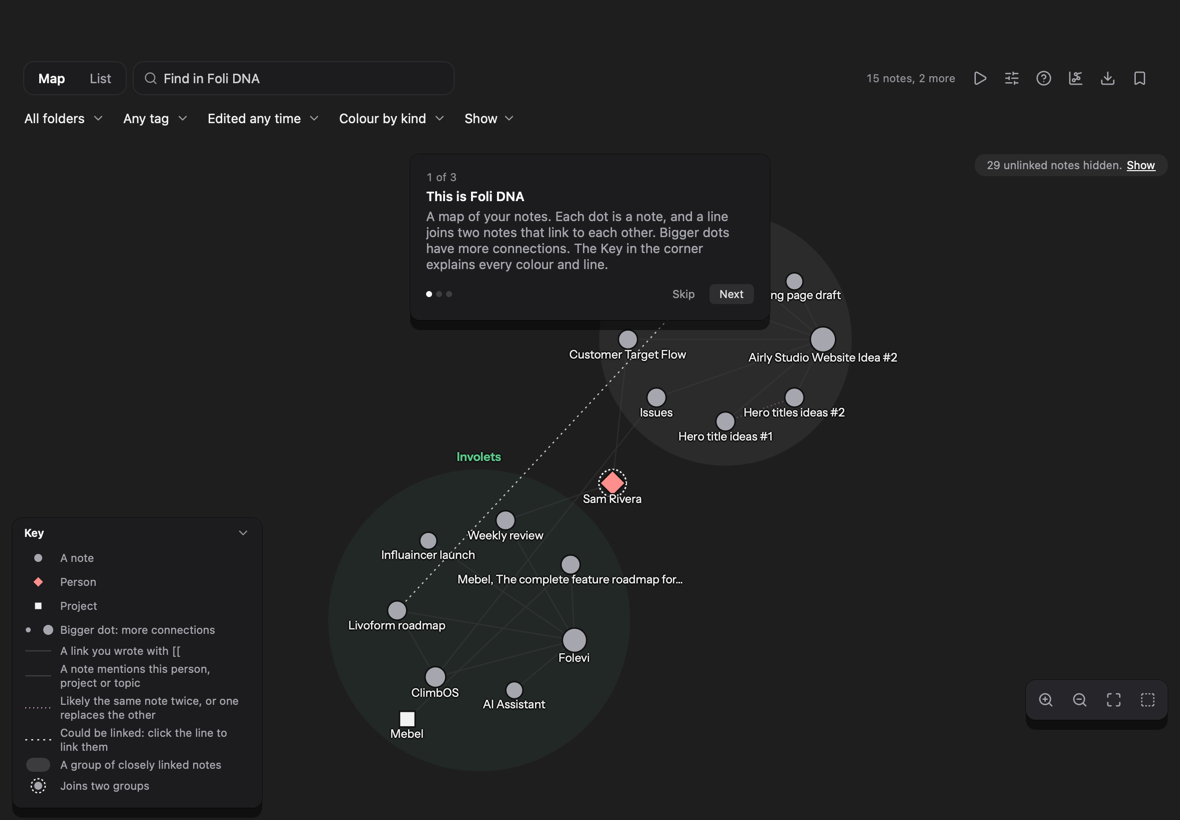 Map
List
Find in Foli DNA
15 notes, 2 more
All folders
Any tag
Edited any time
Colour by kind
Show
29 unlinked notes hidden. Show
1 of 3
This is Foli DNA
A map of your notes. Each dot is a note, and a line
joins two notes that link to each other. Bigger dots
have more connections. The Key in the corner
explains every colour and line.
Skip
Next
ng page draft
Customer Target Flow
Airly Studio Website Idea #2
Issues
Hero titles ideas #2
Hero title ideas #1
Involets
Sam Rivera
Weekly review
Influaincer launch
Mebel, The complete feature roadmap for...
Livoform roadmap
Folevi
ClimbOS
AI Assistant
Mebel
Key
A note
Person
Project
Bigger dot: more connections
A link you wrote with [[
A note mentions this person,
project or topic
Likely the same note twice, or one
replaces the other
Could be linked: click the line to
link them
A group of closely linked notes
Joins two groups